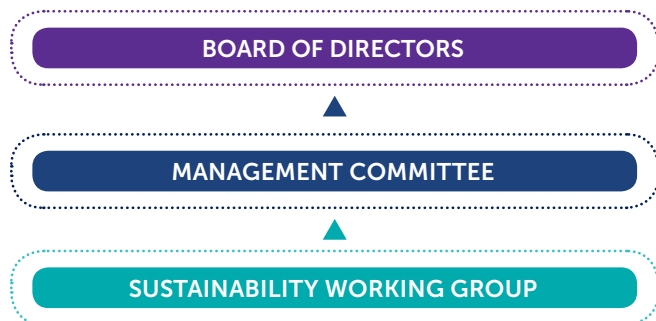 BOARD OF DIRECTORS
MANAGEMENT COMMITTEE
SUSTAINABILITY WORKING GROUP